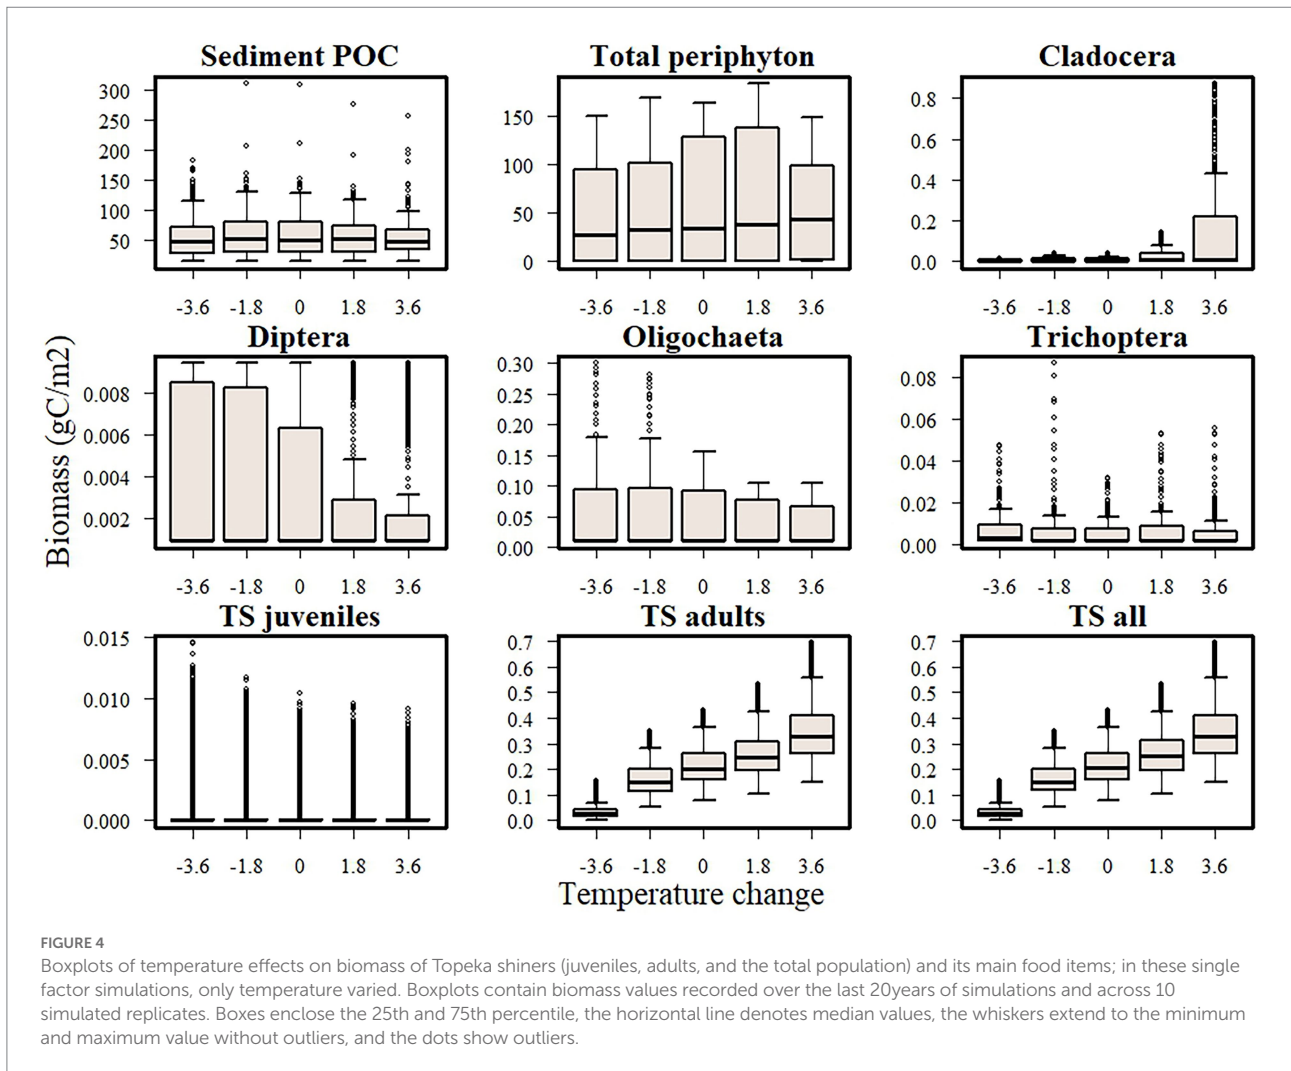 Sediment POC
Total periphyton
Cladocera
300
250
200
150
100
50
150
100
50
0
0.8
0.6
0.4
0.2
0.0
-3.6 -1.8 0 1.8 3.6
-3.6 -1.8 0 1.8 3.6
-3.6 -1.8 0 1.8 3.6
Diptera
Oligochaeta
Trichoptera
Biomass (gC/m2)
0.008
0.006
0.004
0.002
0.30
0.25
0.20
0.15
0.10
0.05
0.00
0.08
0.06
0.04
0.02
0.00
-3.6 -1.8 0 1.8 3.6
-3.6 -1.8 0 1.8 3.6
-3.6 -1.8 0 1.8 3.6
TS juveniles
TS adults
TS all
0.015
0.010
0.005
0.000
0.7
0.6
0.5
0.4
0.3
0.2
0.1
0.0
0.7
0.6
0.5
0.4
0.3
0.2
0.1
0.0
-3.6 -1.8 0 1.8 3.6
-3.6 -1.8 0 1.8 3.6
-3.6 -1.8 0 1.8 3.6
Temperature change
FIGURE 4
Boxplots of temperature effects on biomass of Topeka shiners (juveniles, adults, and the total population) and its main food items; in these single
factor simulations, only temperature varied. Boxplots contain biomass values recorded over the last 20years of simulations and across 10
simulated replicates. Boxes enclose the 25th and 75th percentile, the horizontal line denotes median values, the whiskers extend to the minimum
and maximum value without outliers, and the dots show outliers.